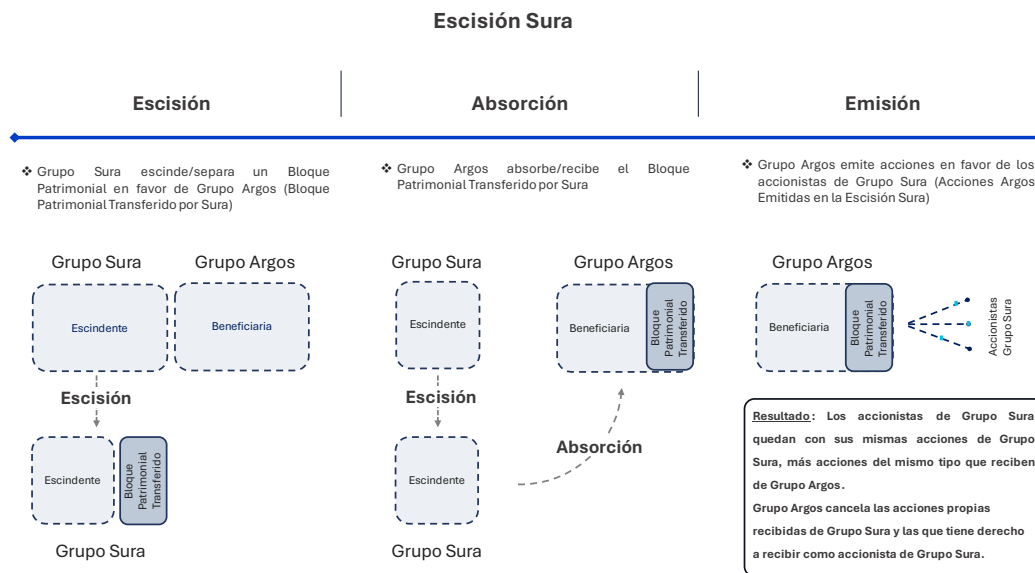 Escisión Sura
Escisión
Absorción
Emisión
❖ Grupo Sura escinde/separa un Bloque
Patrimonial en favor de Grupo Argos (Bloque
Patrimonial Transferido por Sura)
❖ Grupo Argos absorbe/recibe el Bloque
Patrimonial Transferido por Sura
❖ Grupo Argos emite acciones en favor de los
accionistas de Grupo Sura (Acciones Argos
Emitidas en la Escisión Sura)
Grupo Sura
Grupo Argos
Escindente
Beneficiaria
Escisión
Escindente
Bloque
Patrimonial
Transferido
Grupo Sura
Grupo Sura
Grupo Argos
Escindente
Beneficiaria
Bloque
Patrimonial
Transferido
Escisión
Absorción
Escindente
Grupo Sura
Grupo Argos
Beneficiaria
Bloque
Patrimonial
Transferido
Accionistas
Grupo Sura
Resultado: Los accionistas de Grupo Sura
quedan con sus mismas acciones de Grupo
Sura, más acciones del mismo tipo que reciben
de Grupo Argos.
Grupo Argos cancela las acciones propias
recibidas de Grupo Sura y las que tiene derecho
a recibir como accionista de Grupo Sura.